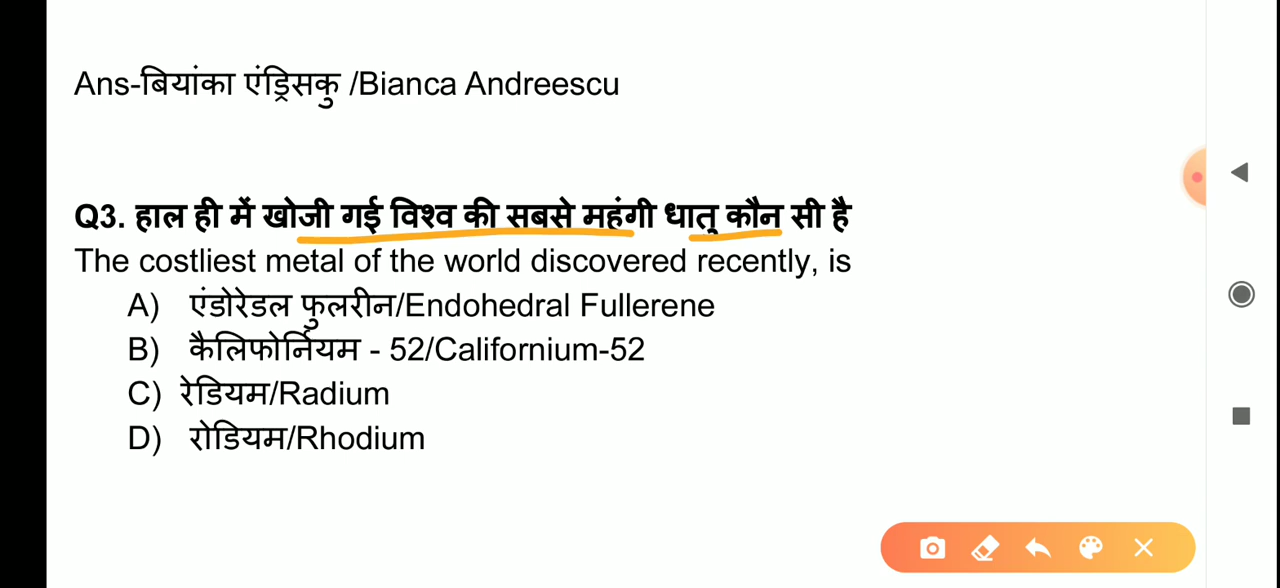 Ans-बियांका एंड्रिसकु /Bianca Andreescu
Q3. हाल ही में खोजी गई विश्व की सबसे महंगी धातु कौन सी है
The costliest metal of the world discovered recently, is
A) एंडोरेडल फुलरीन/Endohedral Fullerene
B) कैलिफोर्नियम - 52/Californium-52
C) रेडियम/Radium
D) रोडियम/Rhodium